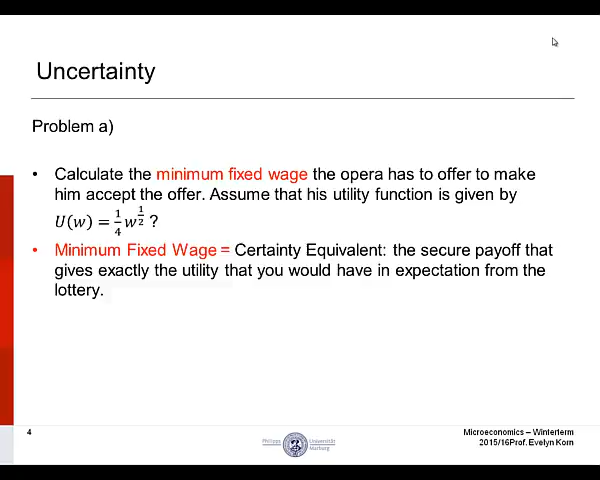 Uncertainty
Problem a)
• Calculate the minimum fixed wage the opera has to offer to make
him accept the offer. Assume that his utility function is given by
U(w) = 1/4 w^(1/2) ?
• Minimum Fixed Wage = Certainty Equivalent: the secure payoff that
gives exactly the utility that you would have in expectation from the
lottery.
4
Philipps Universität
Marburg
Microeconomics – Winterterm
2015/16Prof. Evelyn Korn